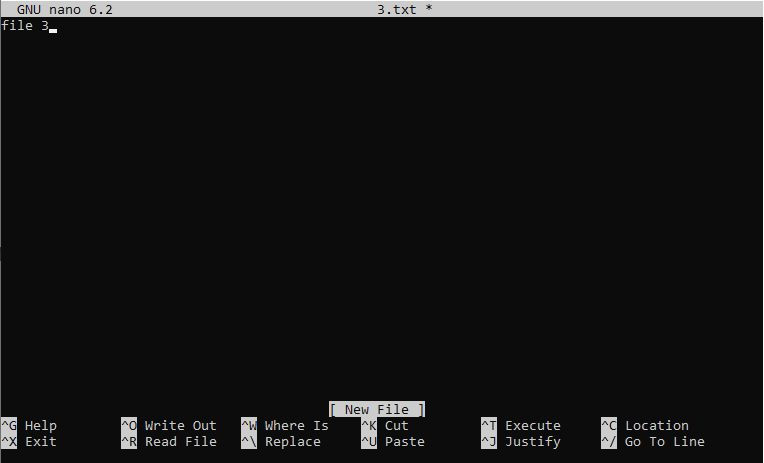 GNU nano 6.2 3.txt *
file 3
[ New File ]
^G Help ^O Write Out ^W Where Is ^K Cut ^T Execute ^C Location
^X Exit ^R Read File ^\ Replace ^U Paste ^J Justify ^/ Go To Line